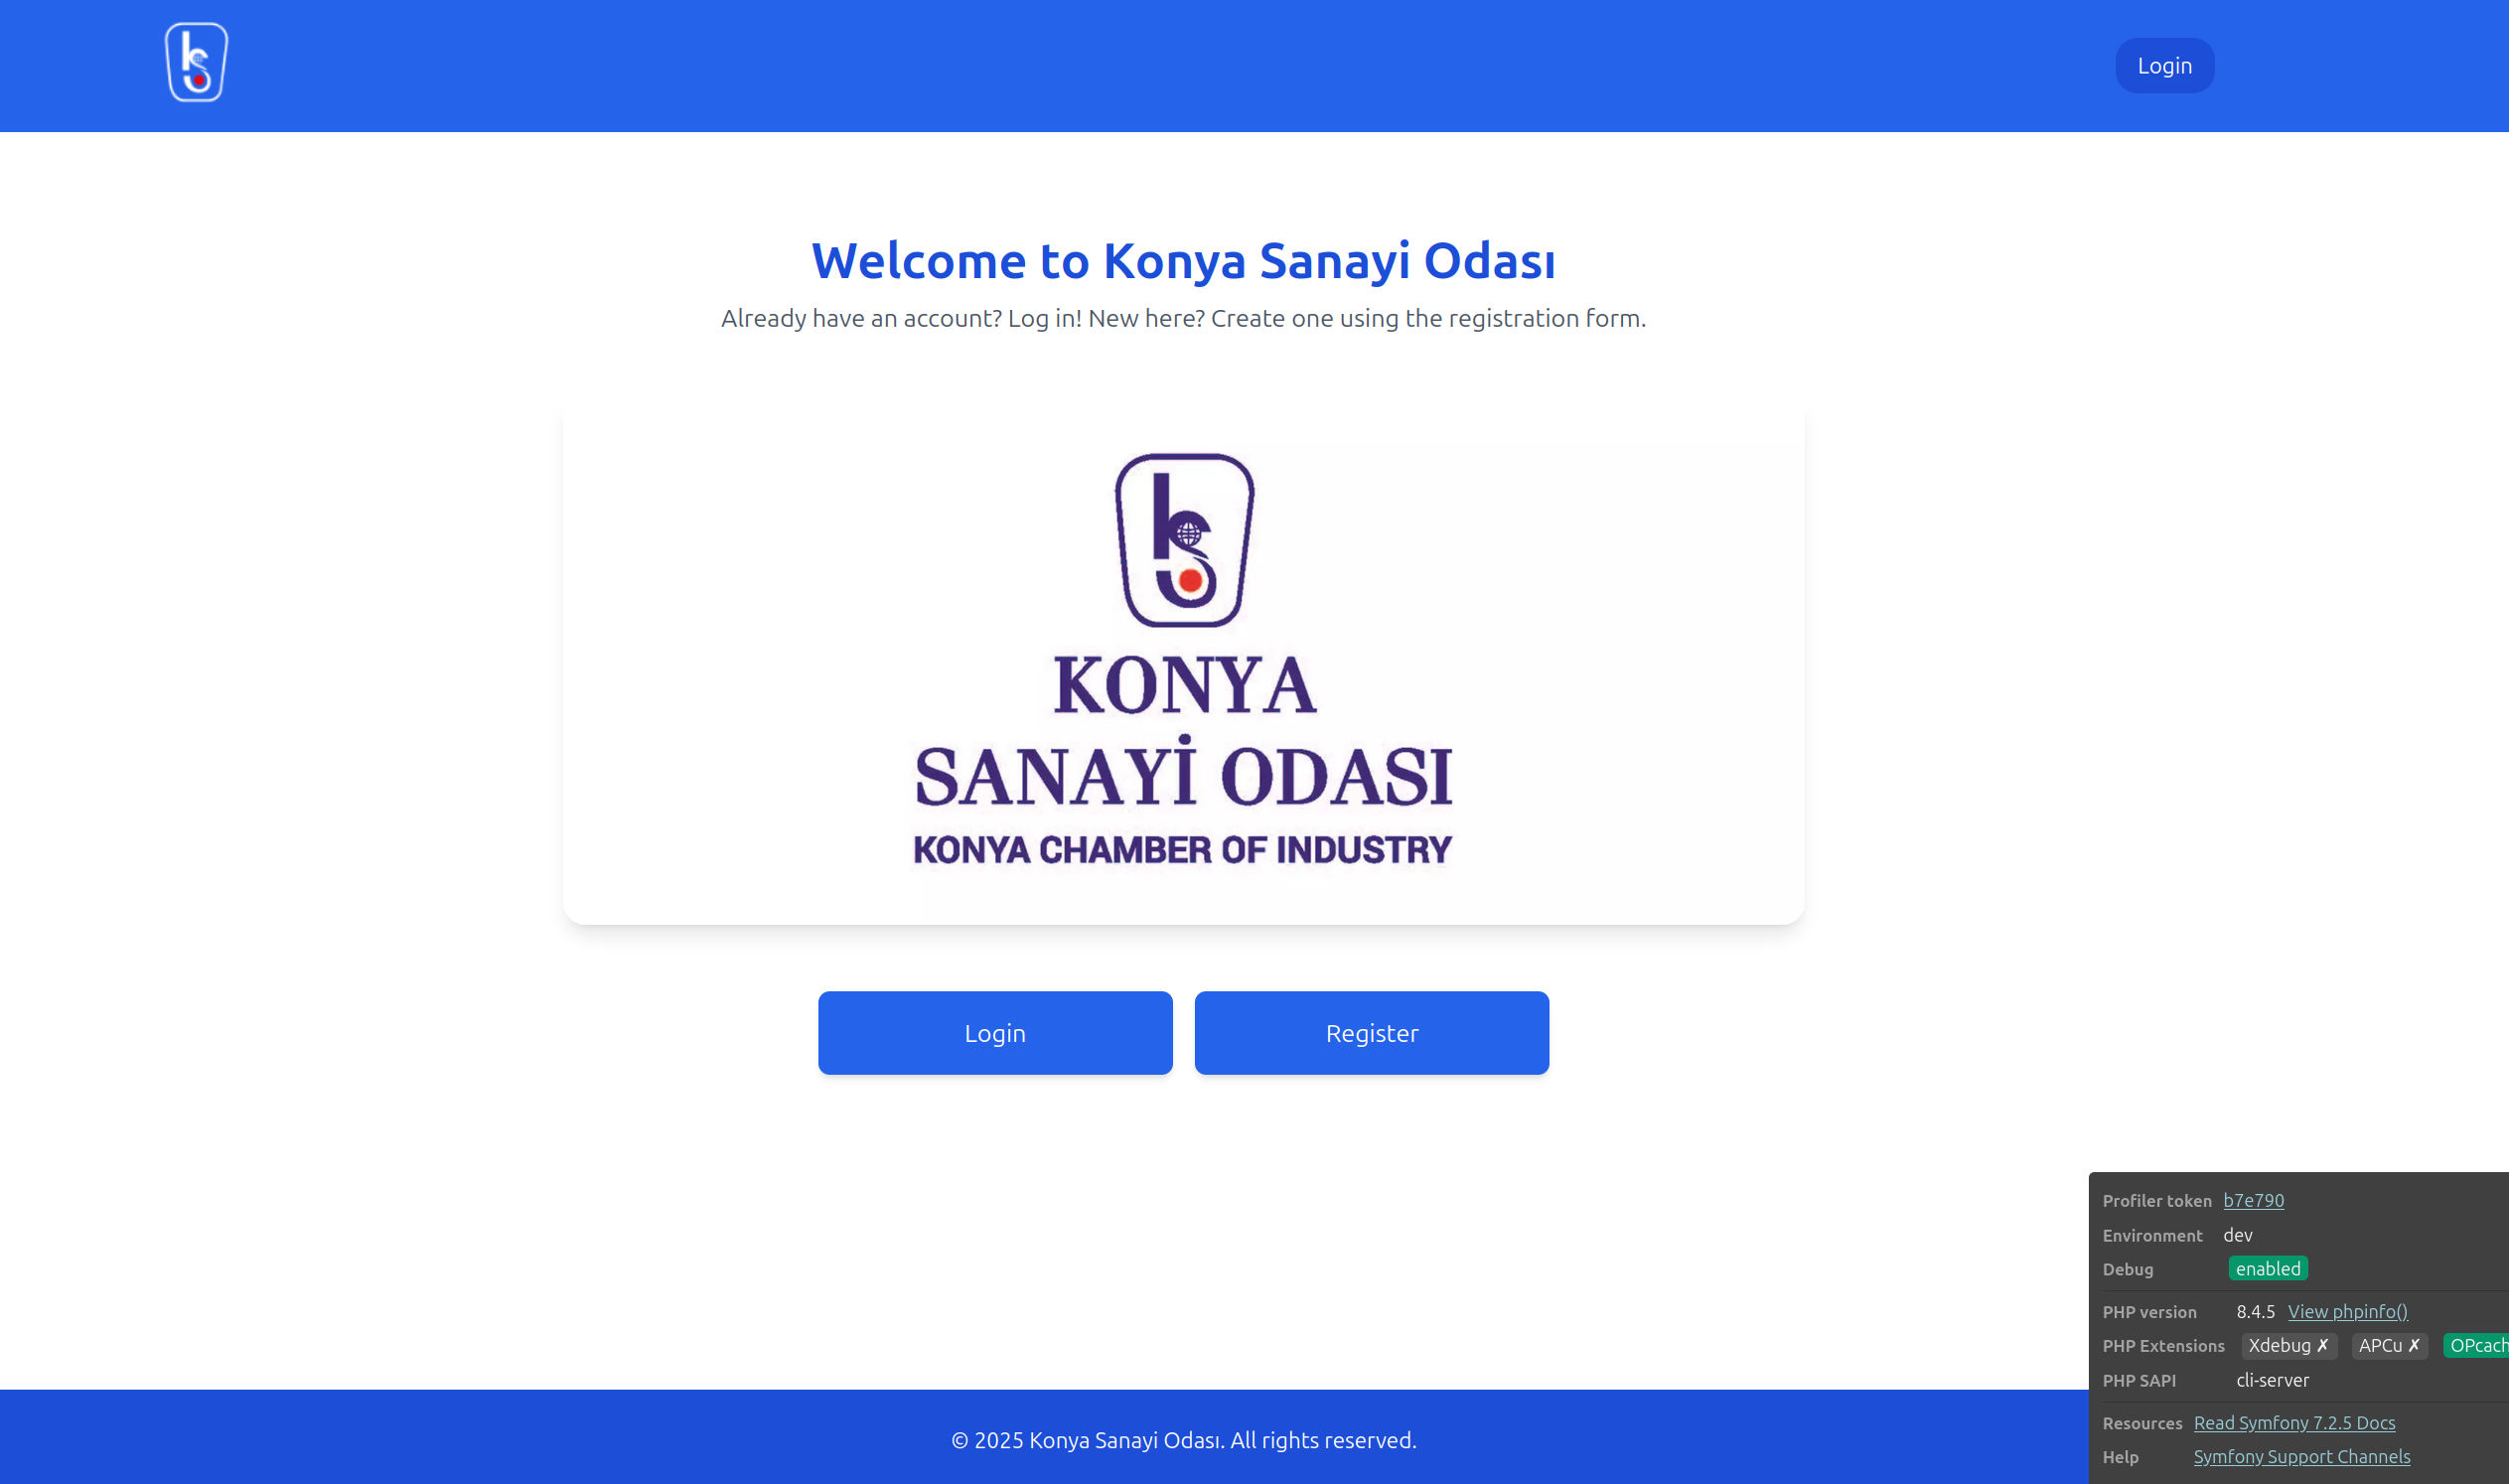 Login
Welcome to Konya Sanayi Odası
Already have an account? Log in! New here? Create one using the registration form.
KONYA
SANAYİ ODASI
KONYA CHAMBER OF INDUSTRY
Login
Register
Profiler token b7e790
Environment dev
Debug enabled
PHP version 8.4.5 View phpinfo()
PHP Extensions Xdebug ✗ APCu ✗ OPcach
PHP SAPI cli-server
Resources Read Symfony 7.2.5 Docs
Help Symfony Support Channels
© 2025 Konya Sanayi Odası. All rights reserved.